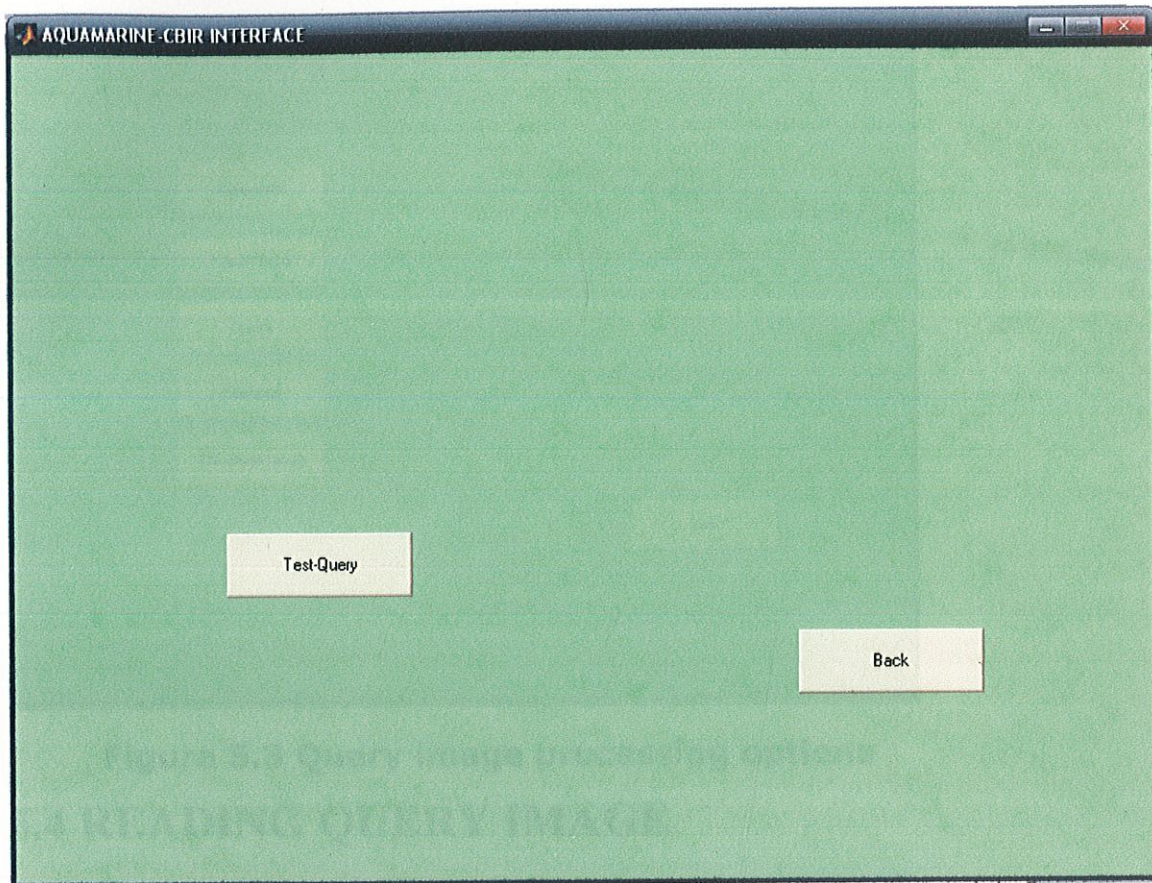 AQUAMARINE-CBIR INTERFACE
Test-Query
Back
Figure 5.3 Query image processing options
.4 READING QUERY IMAGE